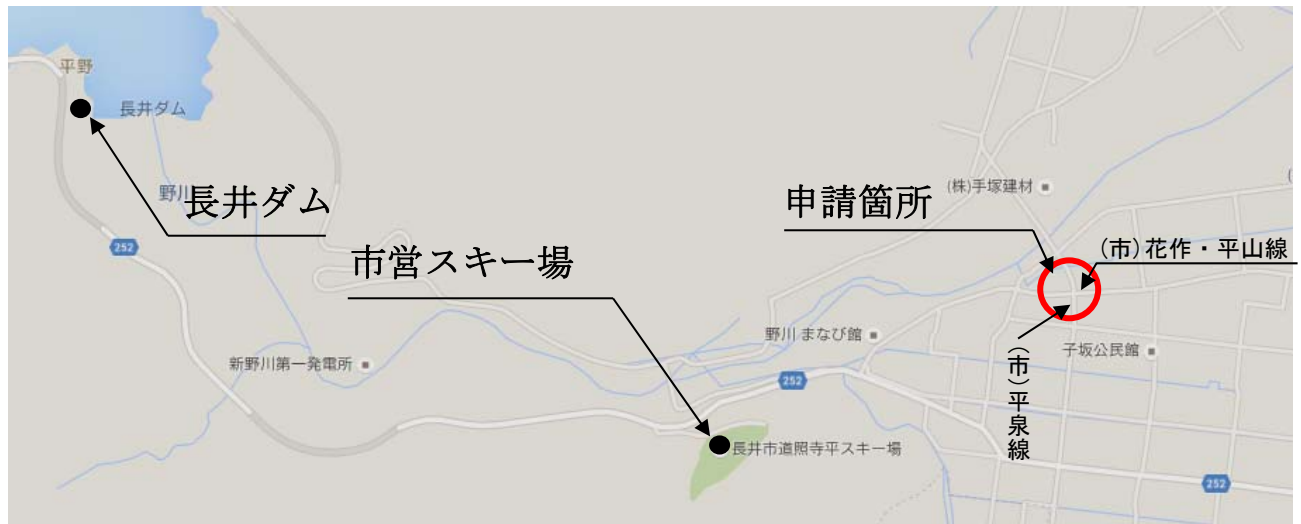 平野
長井ダム
野川
長井ダム
252
市営スキー場
新野川第一発電所
(株)手塚建材
申請箇所
(市)花作・平山線
野川 まなび館
子坂公民館
(市)平泉線
252
長井市道照寺平スキー場
252